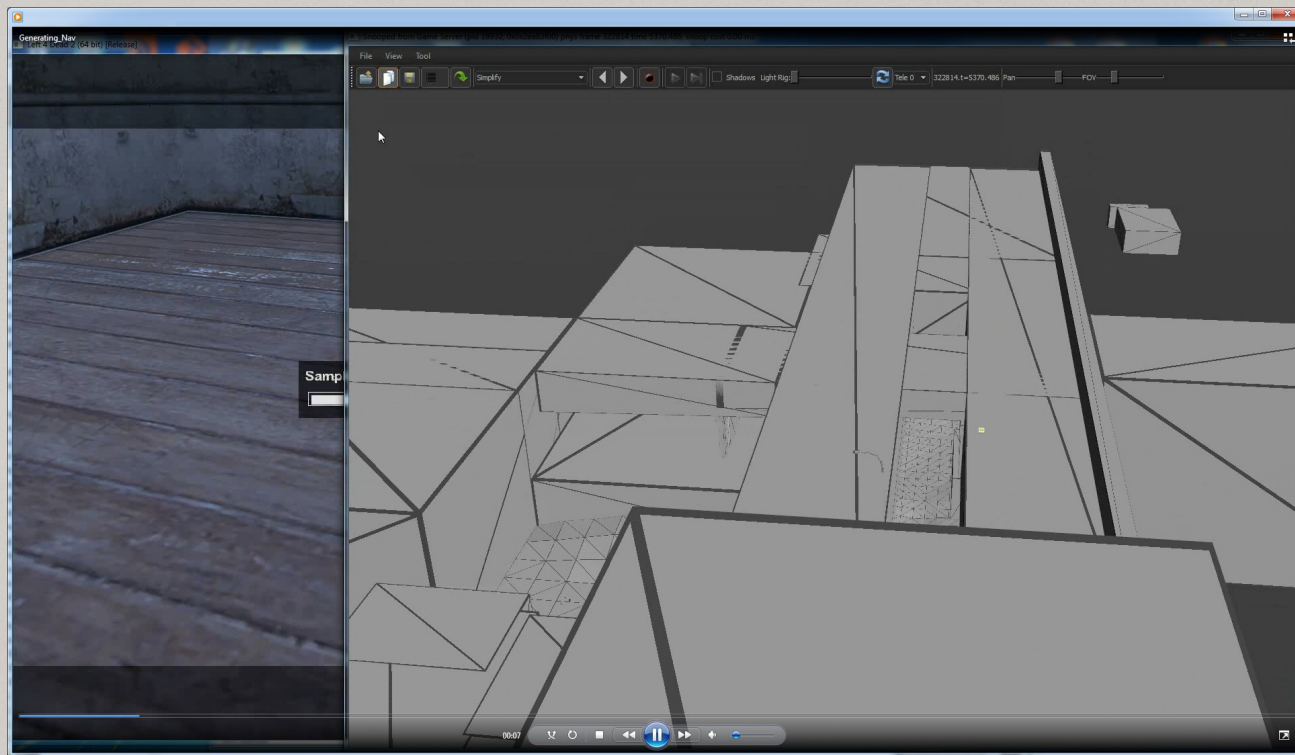 Generating_Nav
Left 4 Dead 2 (64 bit) [Release]
File View Tool
Simplify
Shadows Light Rig:
Tele 0
322814.t=5370.486 Pan
FOV
Samp
00:07